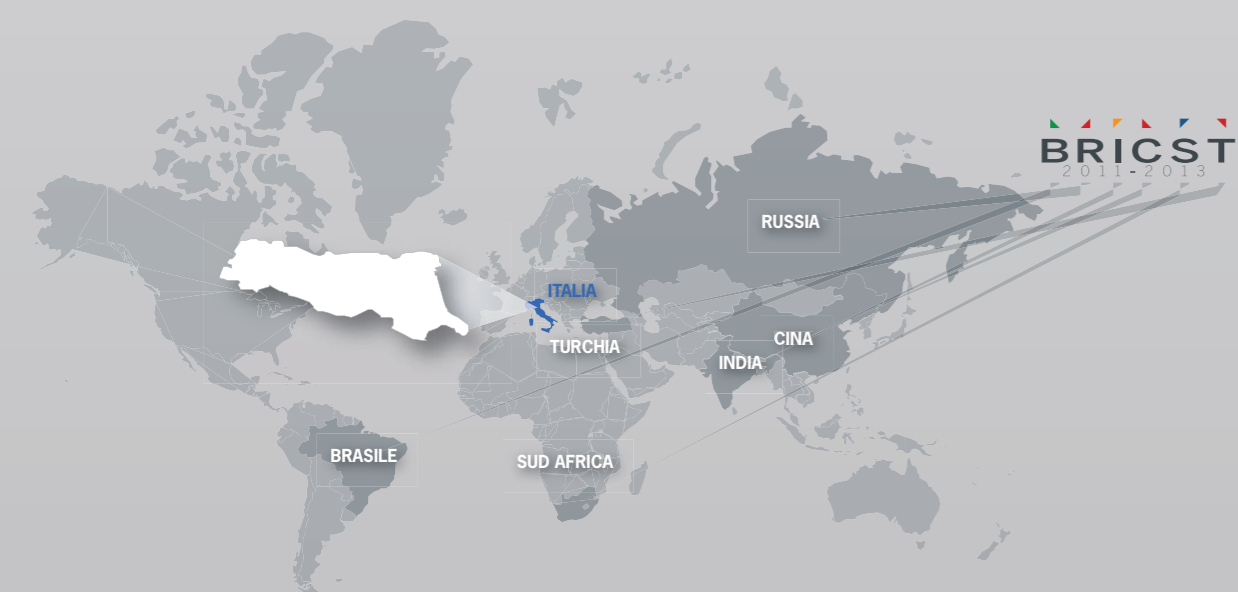 BRICST
2011-2013
RUSSIA
ITALIA
CINA
TURCHIA
INDIA
BRASILE
SUD AFRICA